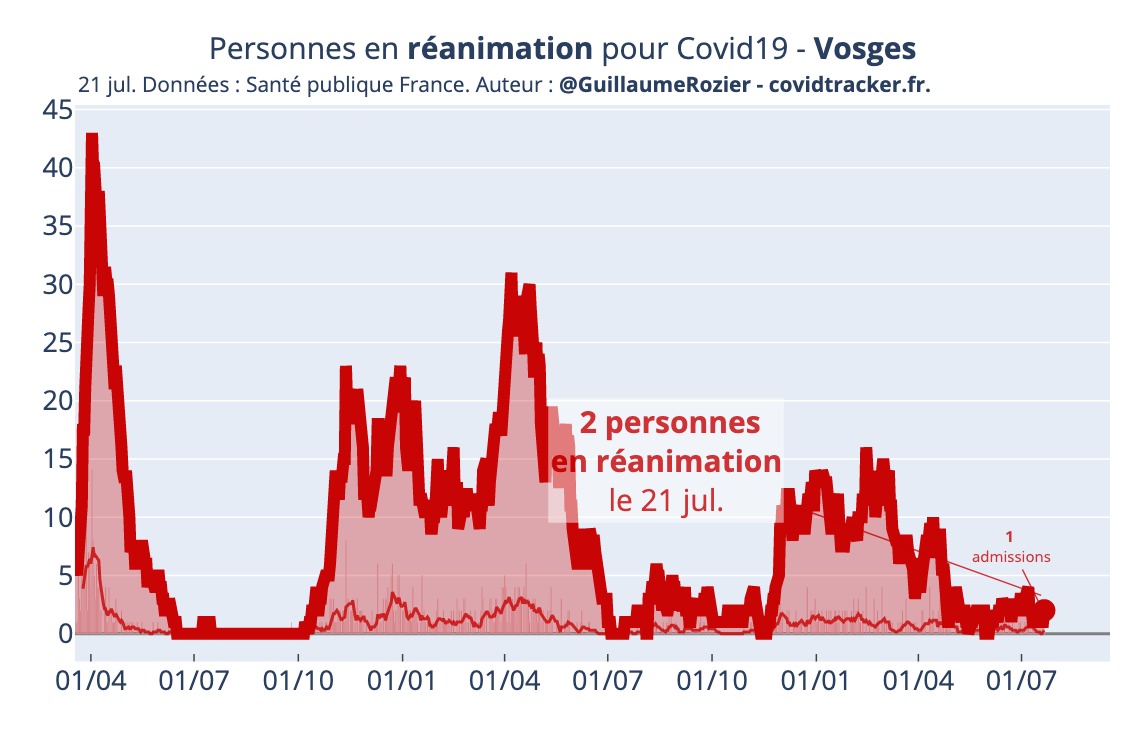 Personnes en réanimation pour Covid19 - Vosges
21 jul. Données : Santé publique France. Auteur : @GuillaumeRozier - covidtracker.fr.
45
40
35
30
25
20
15
10
5
0
2 personnes
en réanimation
le 21 jul.
1
admissions
01/04 01/07 01/10 01/01 01/04 01/07 01/10 01/01 01/04 01/07